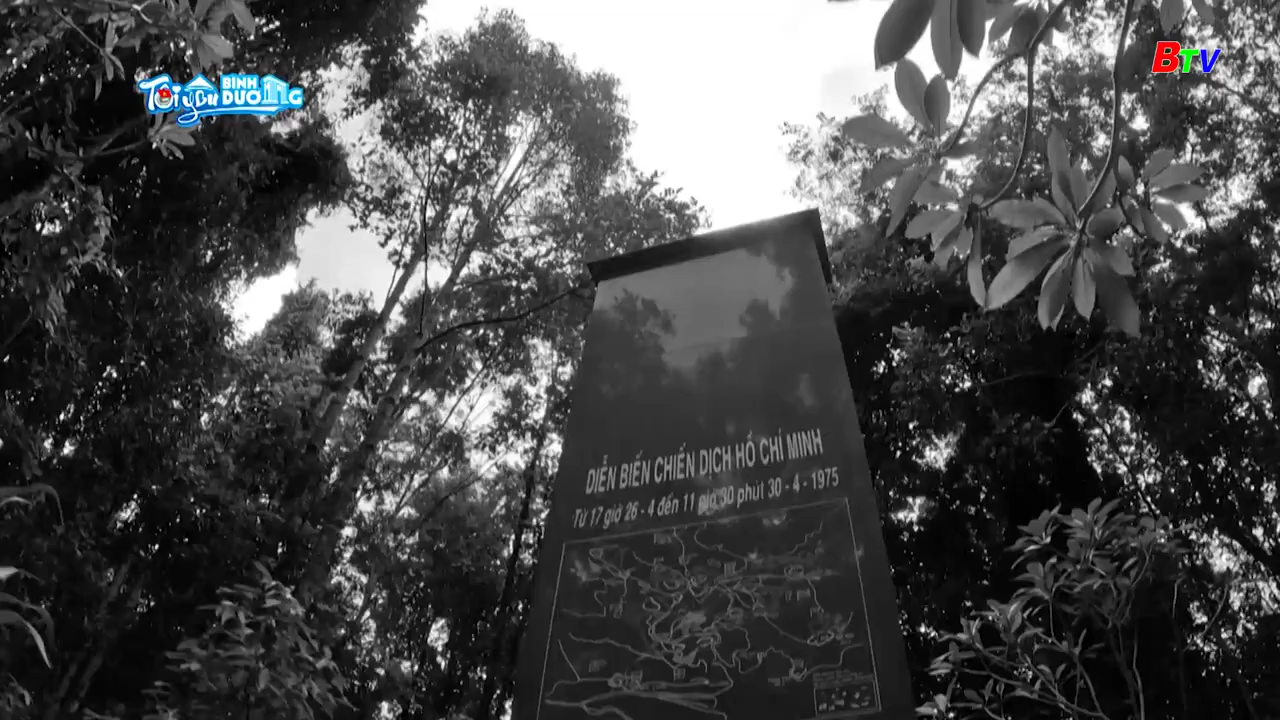 Tôi yêu BÌNH DƯƠNG
BTV
DIỄN BIẾN CHIẾN DỊCH HỒ CHÍ MINH
Từ 17 giờ 26 - 4 đến 11 giờ 30 phút 30 - 4 - 1975